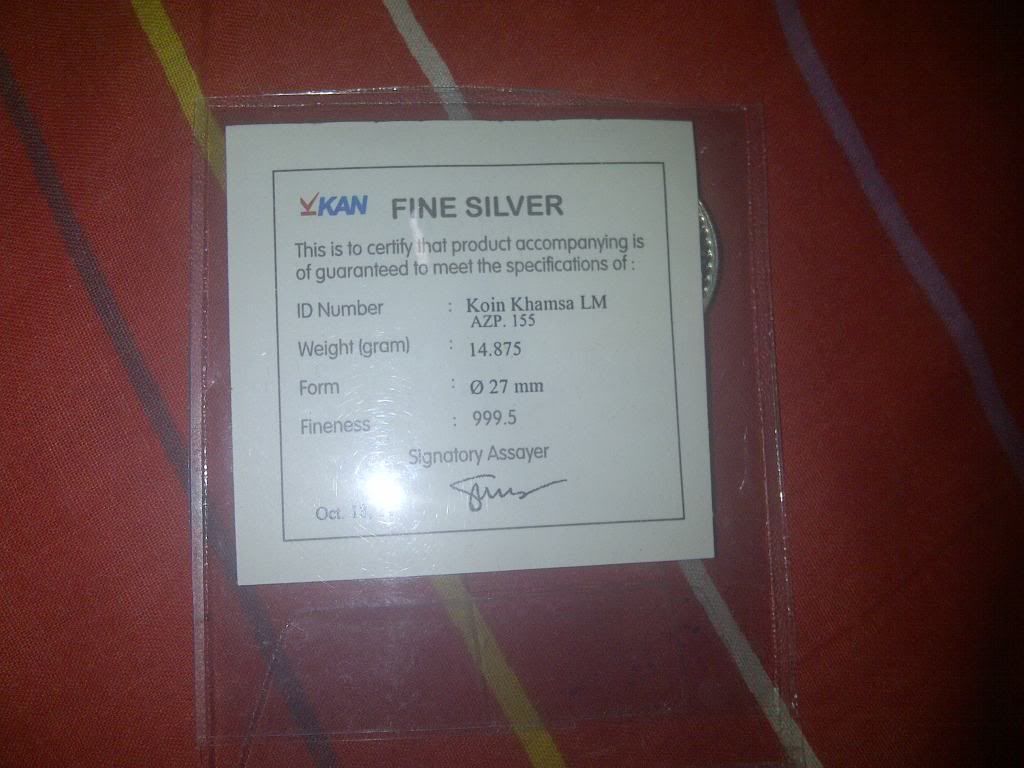 KAN FINE SILVER
This is to certify that product accompanying is
of guaranteed to meet the specifications of :
ID Number : Koin Khamsa LM
AZP. 155
Weight (gram) : 14.875
Form : Ø 27 mm
Fineness : 999.5
Signatory Assayer
Oct.